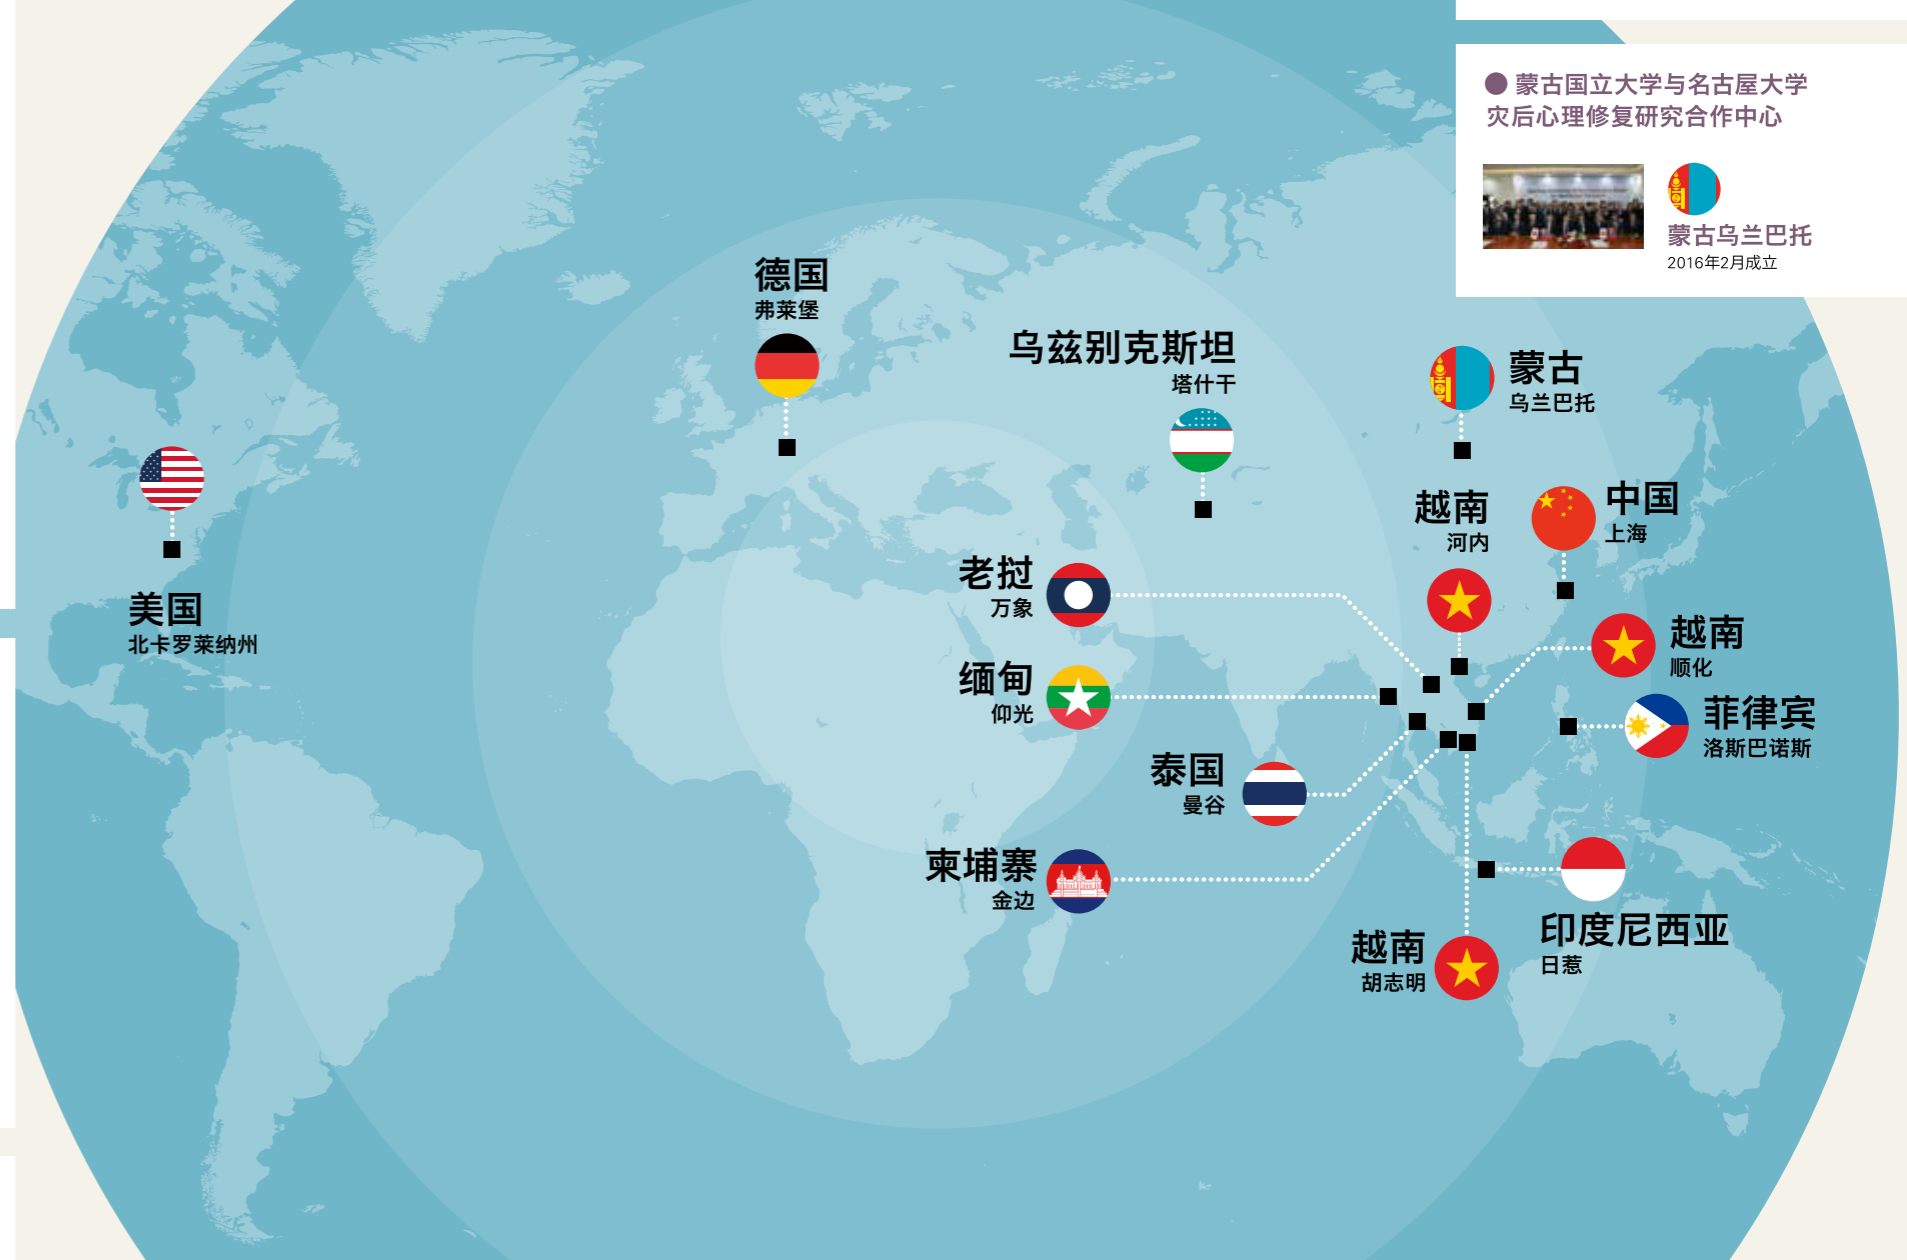 ● 蒙古国立大学与名古屋大学
灾后心理修复研究合作中心
蒙古乌兰巴托
2016年2月成立
德国
弗莱堡
乌兹别克斯坦
塔什干
蒙古
乌兰巴托
美国
北卡罗莱纳州
越南
河内
中国
上海
老挝
万象
越南
顺化
缅甸
仰光
菲律宾
洛斯巴诺斯
泰国
曼谷
柬埔寨
金边
印度尼西亚
日惹
越南
胡志明